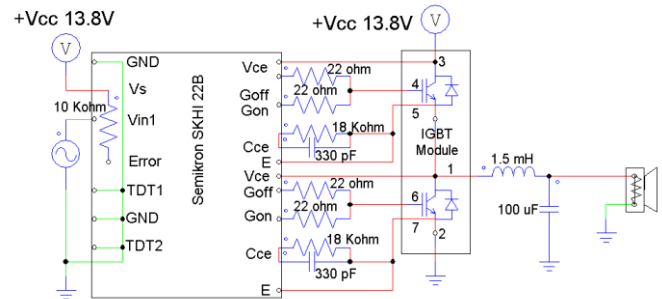 +Vcc 13.8V
+Vcc 13.8V
V
V
GND
Vs
10 Kohm
Vin1
Error
TDT1
GND
TDT2
Semikron SKHI 22B
Vce
Goff
Gon
Cce
E
Vce
Goff
Gon
Cce
E
22 ohm
22 ohm
18 Kohm
330 pF
22 ohm
22 ohm
18 Kohm
330 pF
3
4
5
IGBT
Module
1
6
7
2
1.5 mH
100 uF